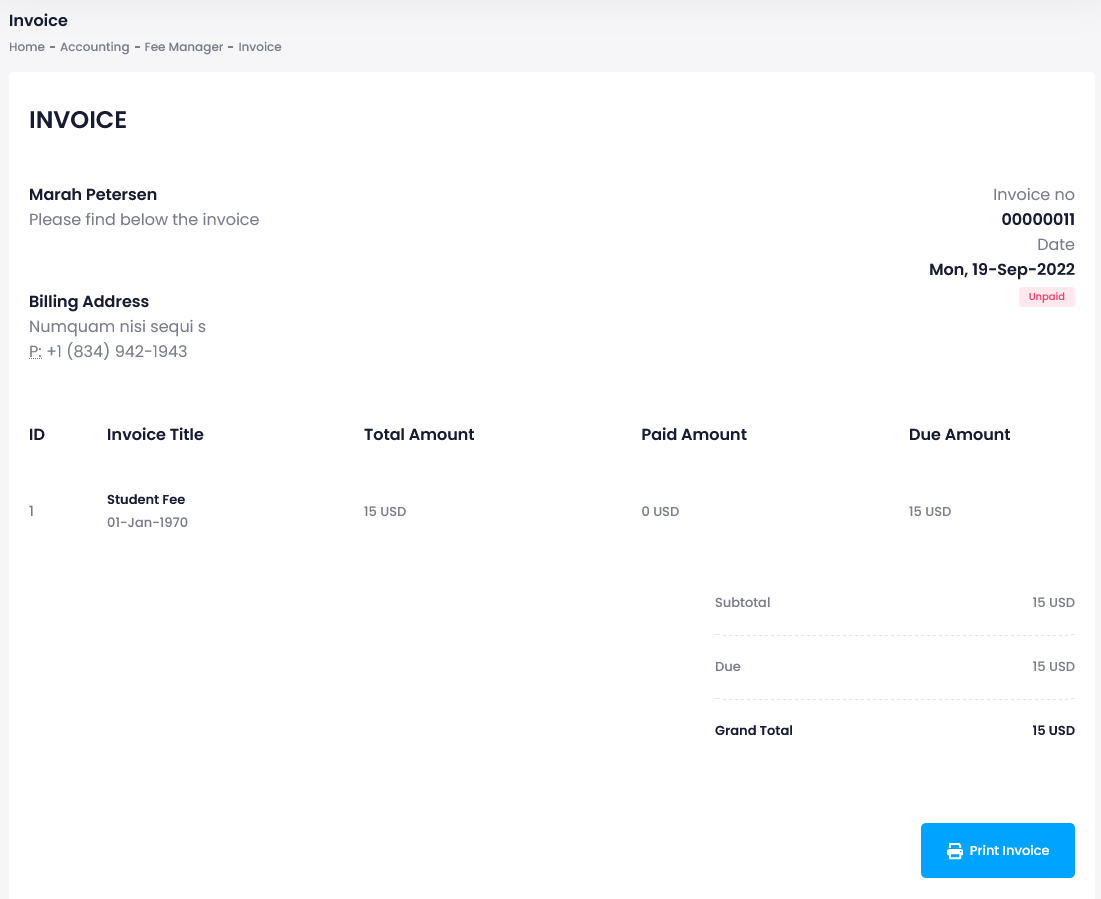 Invoice
Home - Accounting - Fee Manager - Invoice
INVOICE
Marah Petersen
Please find below the invoice
Invoice no
00000011
Date
Mon, 19-Sep-2022
Unpaid
Billing Address
Numquam nisi sequi s
P: +1 (834) 942-1943
ID Invoice Title Total Amount Paid Amount Due Amount
1 Student Fee 15 USD 0 USD 15 USD
01-Jan-1970
Subtotal 15 USD
Due 15 USD
Grand Total 15 USD
Print Invoice